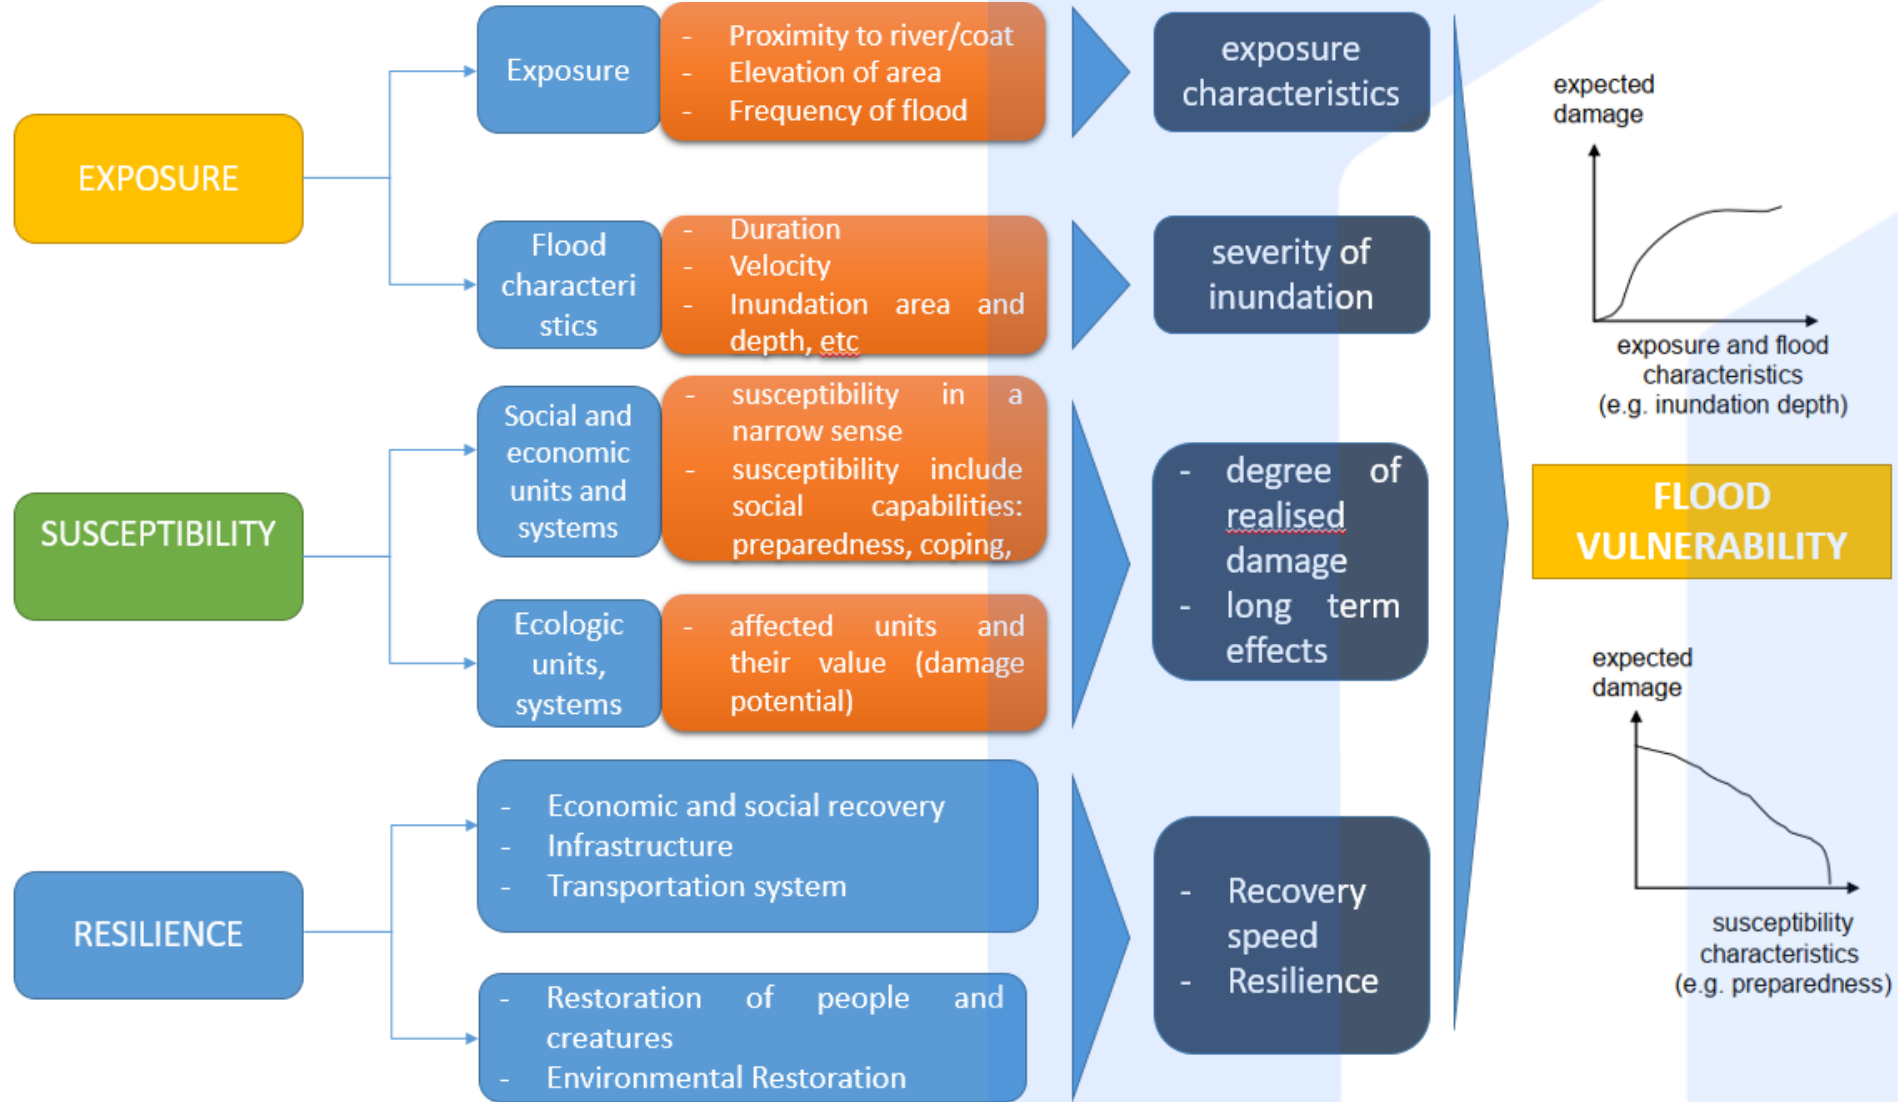 EXPOSURE
Exposure
- Proximity to river/coat
- Elevation of area
- Frequency of flood
exposure
characteristics
Flood
characteri
stics
- Duration
- Velocity
- Inundation area and
depth, etc
severity of
inundation
SUSCEPTIBILITY
Social and
economic
units and
systems
- susceptibility in a
narrow sense
- susceptibility include
social capabilities:
preparedness, coping,
Ecologic
units,
systems
- affected units and
their value (damage
potential)
- degree of
realised
damage
- long term
effects
RESILIENCE
- Economic and social recovery
- Infrastructure
- Transportation system
- Restoration of people and
creatures
- Environmental Restoration
- Recovery
speed
- Resilience
expected
damage
exposure and flood
characteristics
(e.g. inundation depth)
FLOOD
VULNERABILITY
expected
damage
susceptibility
characteristics
(e.g. preparedness)